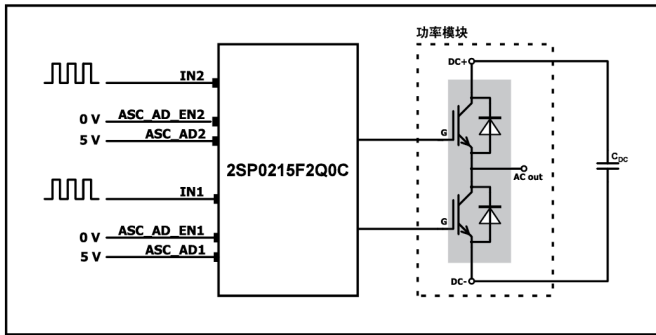 功率模块
DC+
IN2
0 V ASC_AD_EN2
5 V ASC_AD2
G
2SP0215F2Q0C
AC out
CDC
IN1
G
0 V ASC_AD_EN1
5 V ASC_AD1
DC-